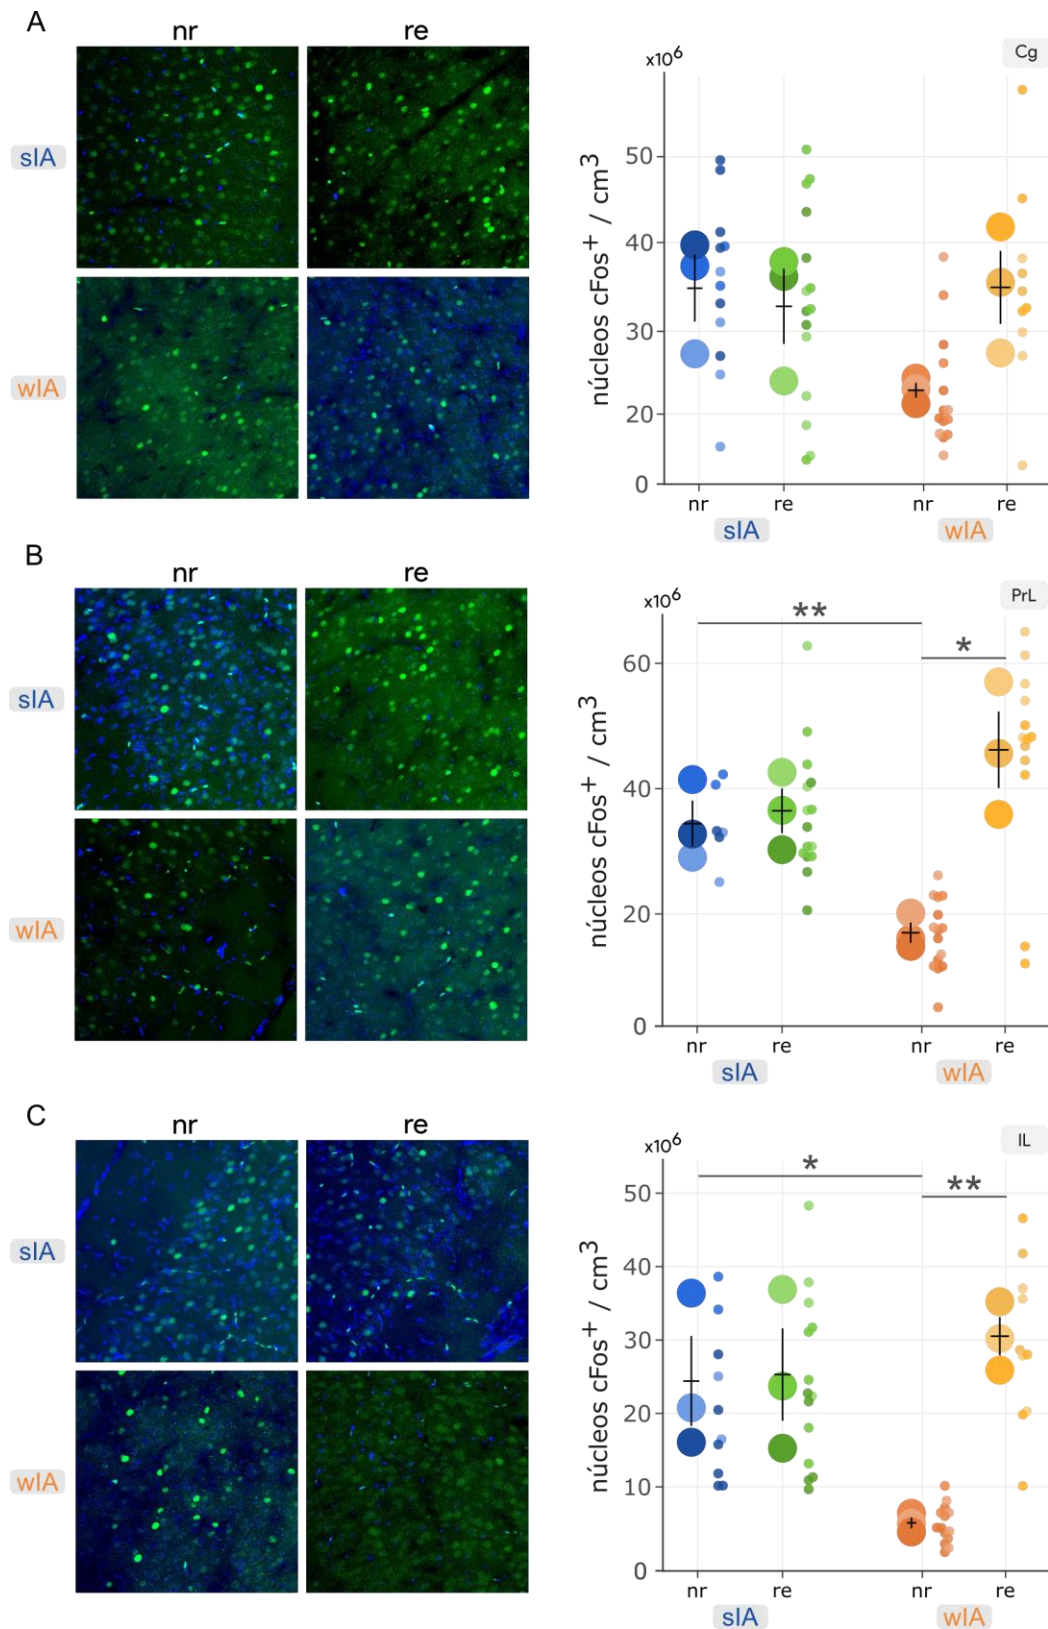 A
nr re
sIA
wIA
x10⁶
Cg
núcleos cFos⁺ / cm³
50
40
30
20
0
nr re nr re
sIA wIA
B
nr re
sIA
wIA
x10⁶
PrL
** *
núcleos cFos⁺ / cm³
60
40
20
0
nr re nr re
sIA wIA
C
nr re
sIA
wIA
x10⁶
IL
* **
núcleos cFos⁺ / cm³
50
40
30
20
10
0
nr re nr re
sIA wIA